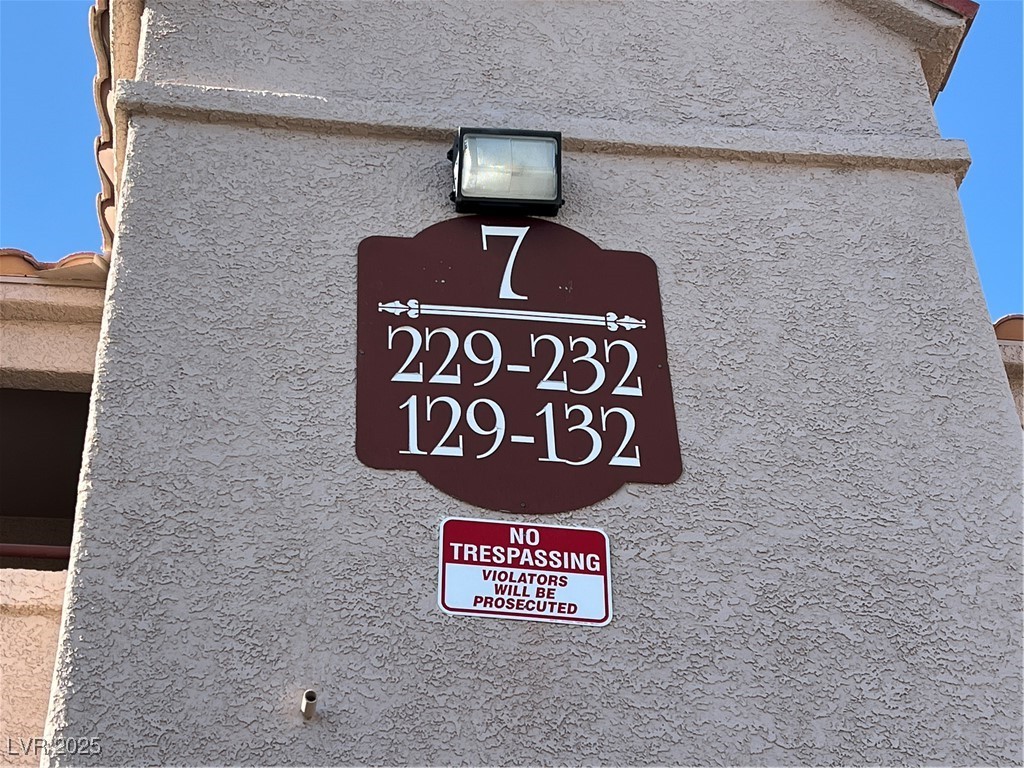 7
229-232
129-132
NO
TRESPASSING
VIOLATORS
WILL BE
PROSECUTED
LVR 2025